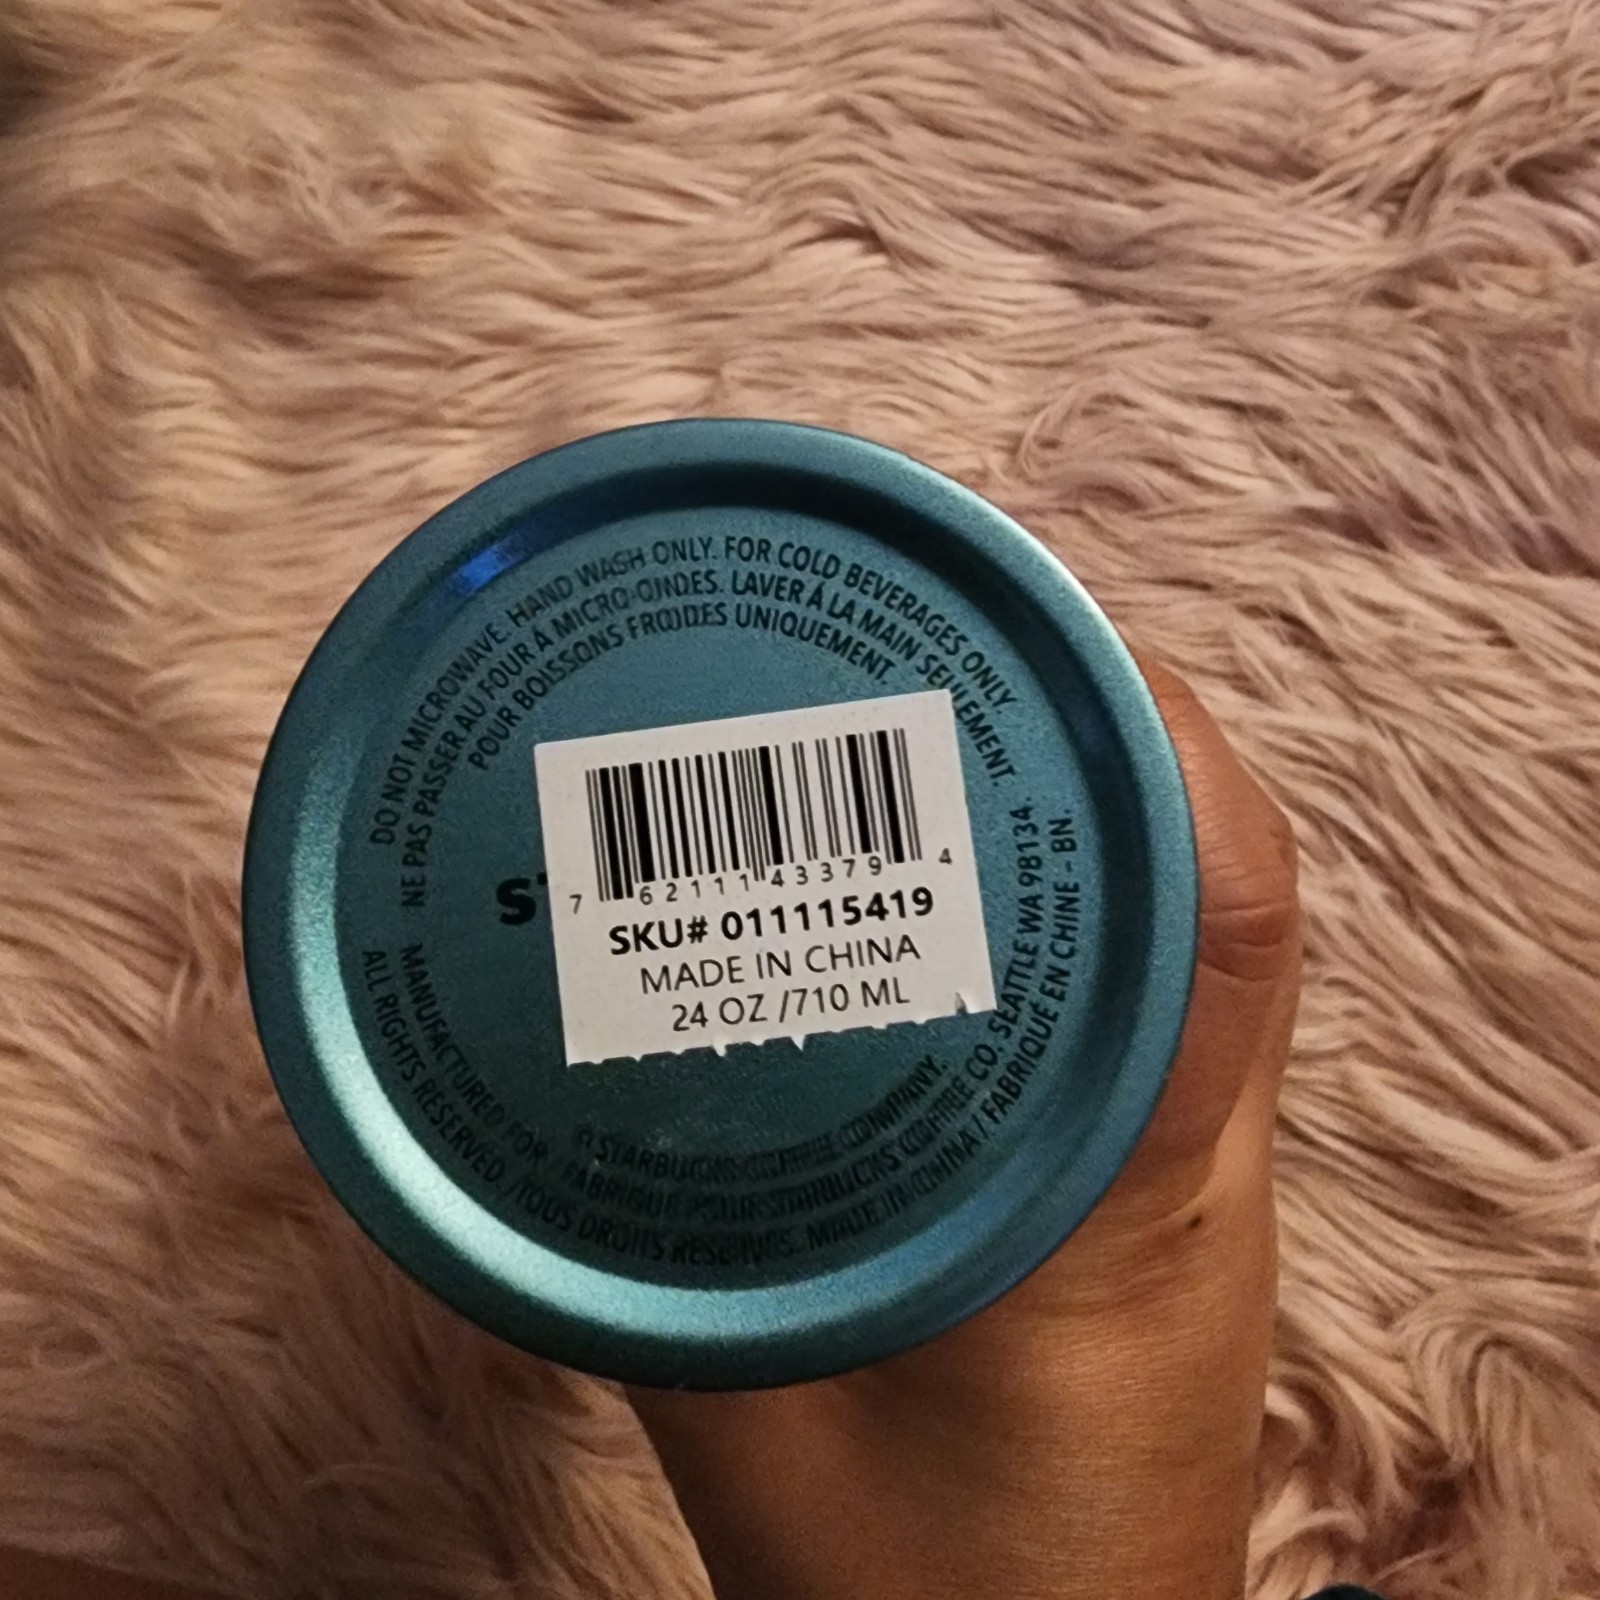 DO NOT MICROWAVE. HAND WASH ONLY. FOR COLD BEVERAGES ONLY.
NE PAS PASSER AU FOUR À MICRO-ONDES. LAVER Á LA MAIN SEULEMENT.
POUR BOISSONS FROIDES UNIQUEMENT.
7 62111 43379 4
SKU# 011115419
MADE IN CHINA
24 OZ /710 ML
© STARBUCKS COFFEE COMPANY.
MANUFACTURED FOR / FABRIQUÉ POUR STARBUCKS COFFEE CO. SEATTLE WA 98134.
ALL RIGHTS RESERVED. /TOUS DROITS RÉSERVÉS. MADE IN CHINA / FABRIQUÉ EN CHINE - BN.